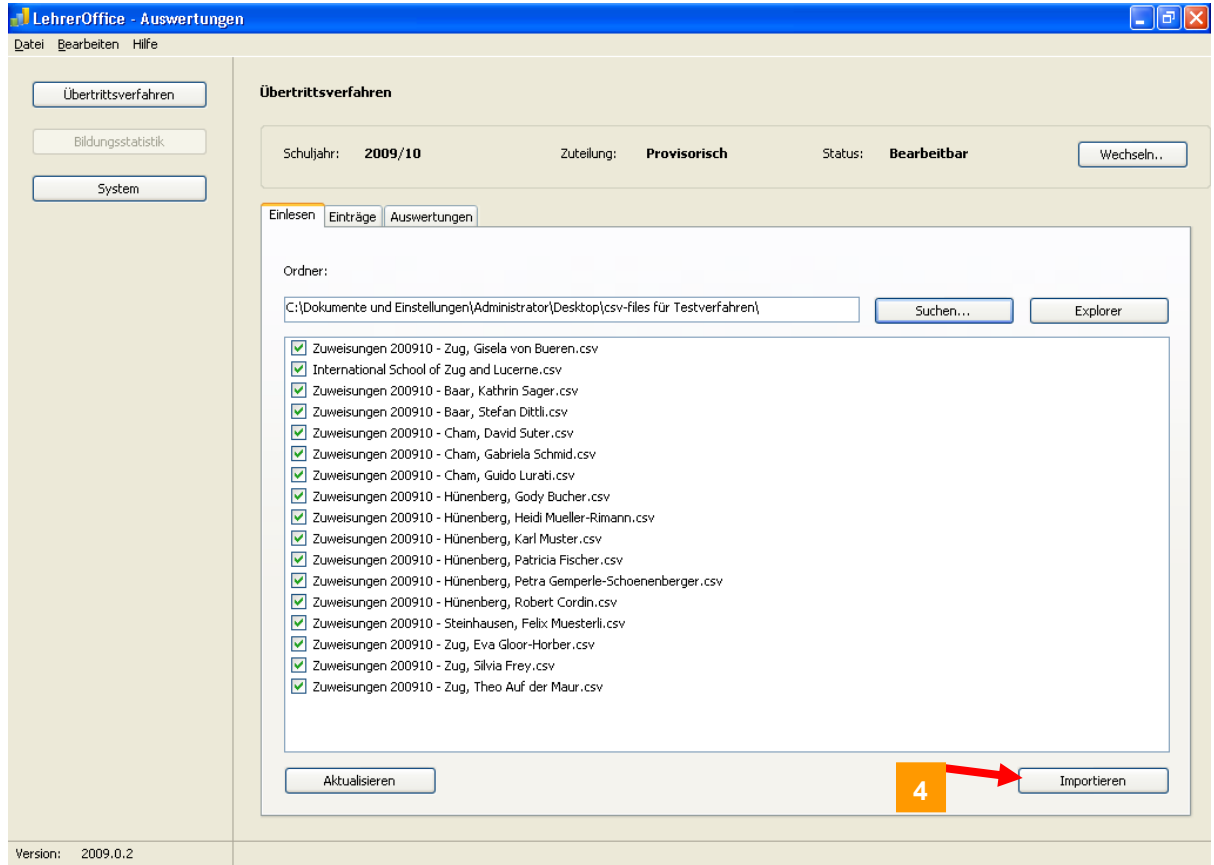 LehrerOffice - Auswertungen
Datei Bearbeiten Hilfe
Übertrittsverfahren
Bildungsstatistik
System
Übertrittsverfahren
Schuljahr: 2009/10 Zuteilung: Provisorisch Status: Bearbeitbar Wechseln..
Einlesen Einträge Auswertungen
Ordner:
C:\Dokumente und Einstellungen\Administrator\Desktop\csv-files für Testverfahren\ Suchen... Explorer
Zuweisungen 200910 - Zug, Gisela von Bueren.csv
International School of Zug and Lucerne.csv
Zuweisungen 200910 - Baar, Kathrin Sager.csv
Zuweisungen 200910 - Baar, Stefan Dittli.csv
Zuweisungen 200910 - Cham, David Suter.csv
Zuweisungen 200910 - Cham, Gabriela Schmid.csv
Zuweisungen 200910 - Cham, Guido Lurati.csv
Zuweisungen 200910 - Hünenberg, Gody Bucher.csv
Zuweisungen 200910 - Hünenberg, Heidi Mueller-Rimann.csv
Zuweisungen 200910 - Hünenberg, Karl Muster.csv
Zuweisungen 200910 - Hünenberg, Patricia Fischer.csv
Zuweisungen 200910 - Hünenberg, Petra Gemperle-Schoenenberger.csv
Zuweisungen 200910 - Hünenberg, Robert Cordin.csv
Zuweisungen 200910 - Steinhausen, Felix Muesterli.csv
Zuweisungen 200910 - Zug, Eva Gloor-Horber.csv
Zuweisungen 200910 - Zug, Silvia Frey.csv
Zuweisungen 200910 - Zug, Theo Auf der Maur.csv
Aktualisieren 4 Importieren
Version: 2009.0.2